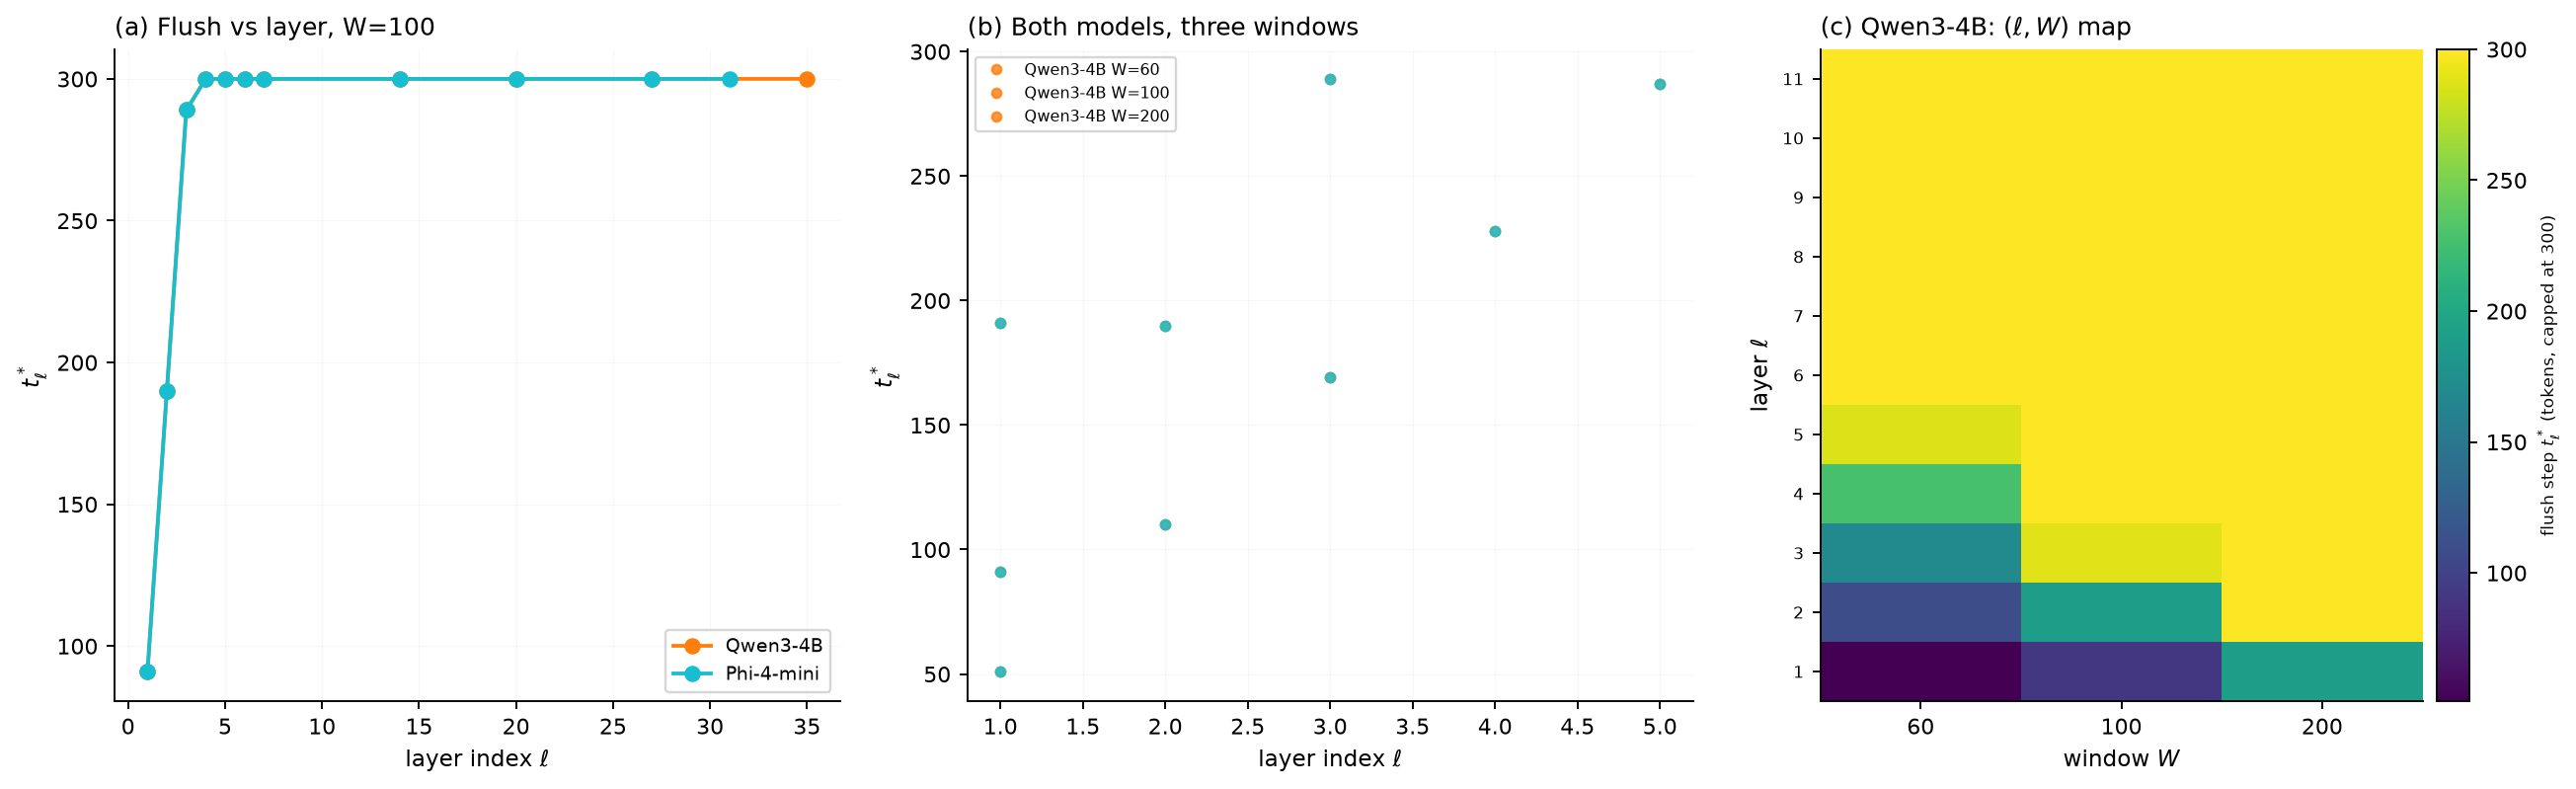 (a) Flush vs layer, W=100
300
250
200
150
100
t*ℓ
0 5 10 15 20 25 30 35
layer index ℓ
Qwen3-4B
Phi-4-mini
(b) Both models, three windows
300
250
200
150
100
50
t*ℓ
Qwen3-4B W=60
Qwen3-4B W=100
Qwen3-4B W=200
1.0 1.5 2.0 2.5 3.0 3.5 4.0 4.5 5.0
layer index ℓ
(c) Qwen3-4B: (ℓ, W) map
11
10
9
8
7
6
5
4
3
2
1
layer ℓ
60 100 200
window W
300
250
200
150
100
flush step t*ℓ (tokens, capped at 300)